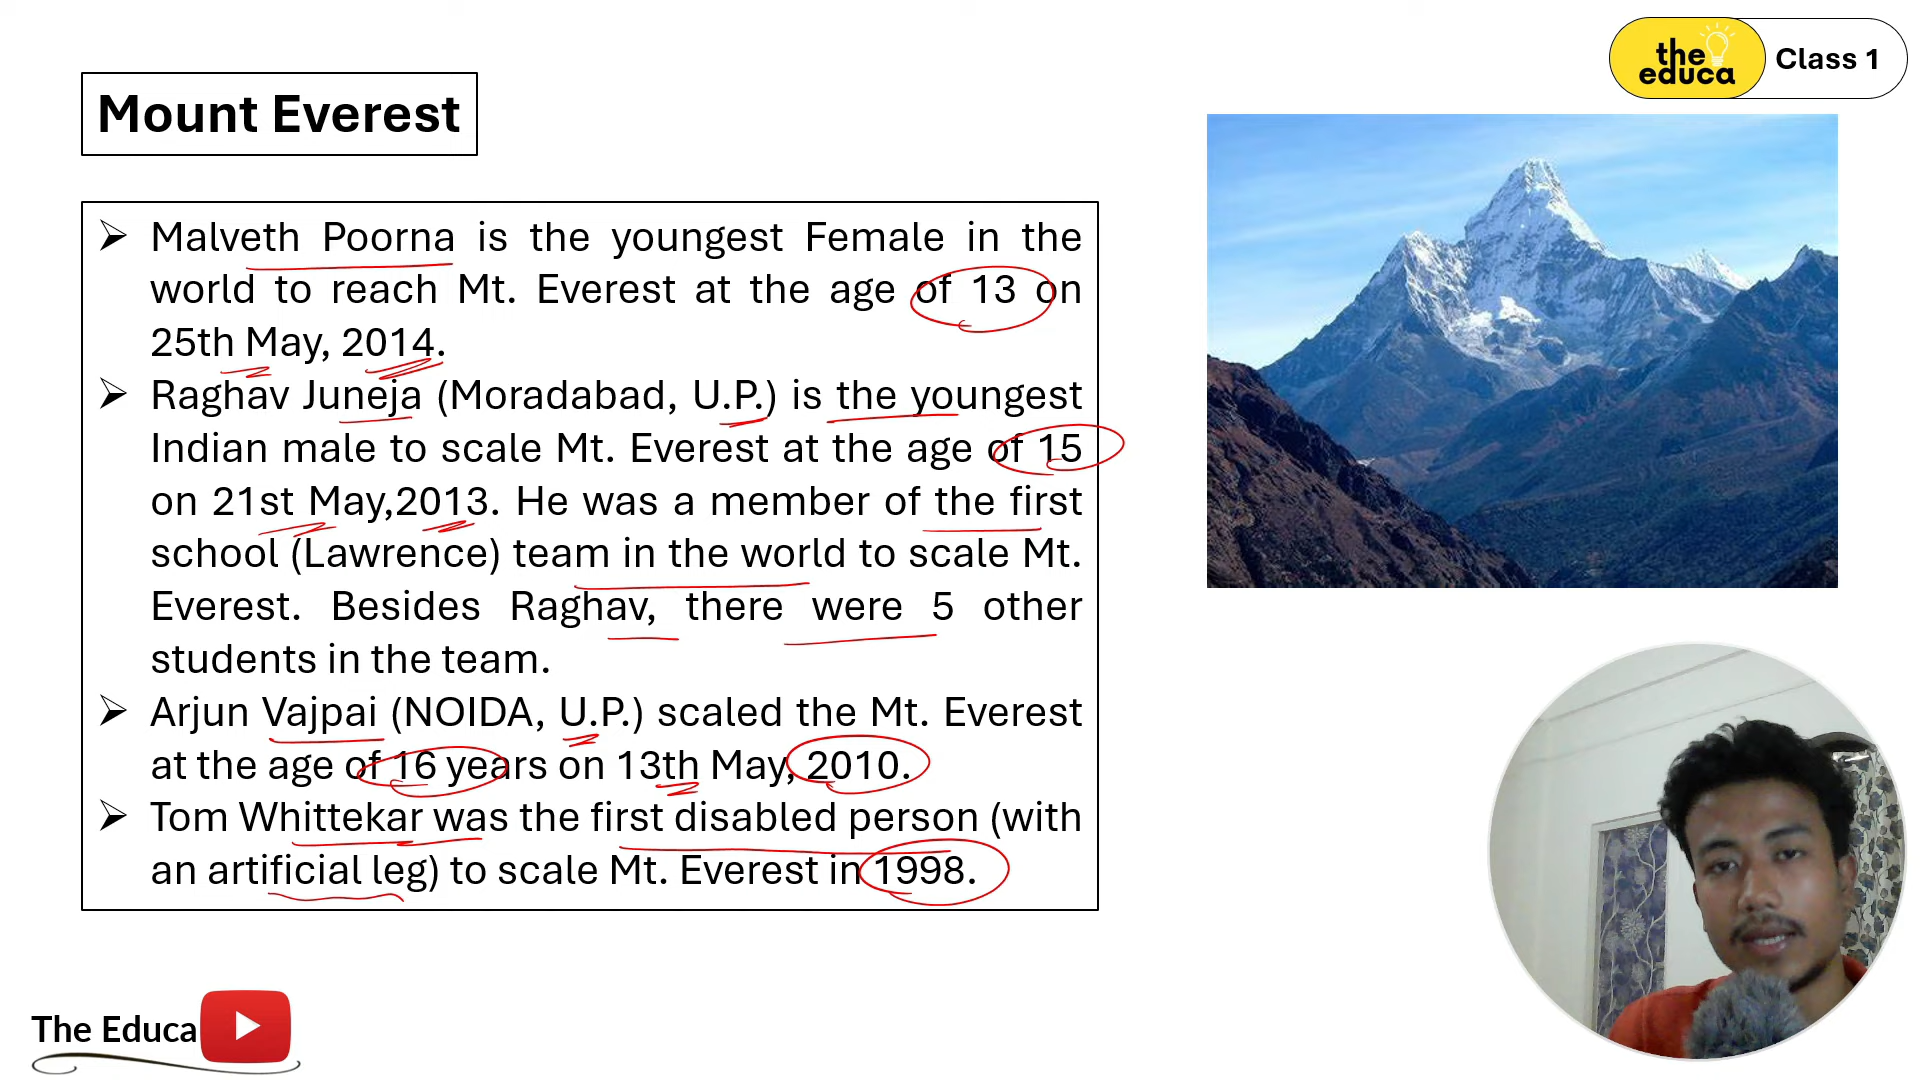 the
educa
Class 1
Mount Everest
➢ Malveth Poorna is the youngest Female in the
world to reach Mt. Everest at the age of 13 on
25th May, 2014.
➢ Raghav Juneja (Moradabad, U.P.) is the youngest
Indian male to scale Mt. Everest at the age of 15
on 21st May,2013. He was a member of the first
school (Lawrence) team in the world to scale Mt.
Everest. Besides Raghav, there were 5 other
students in the team.
➢ Arjun Vajpai (NOIDA, U.P.) scaled the Mt. Everest
at the age of 16 years on 13th May, 2010.
➢ Tom Whittekar was the first disabled person (with
an artificial leg) to scale Mt. Everest in 1998.
The Educa